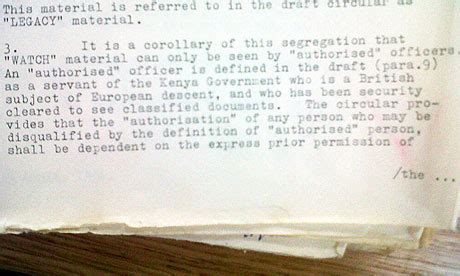 This material is referred to in the draft circular as
"LEGACY" material.
3. It is a corollary of this segregation that
"WATCH" material can only be seen by "authorised" officers.
An "authorised" officer is defined in the draft (para.9)
as a servant of the Kenya Government who is a British
subject of European descent, and who has been security
cleared to see classified documents. The circular pro-
vides that the "authorisation" of any person who may be
disqualified by the definition of "authorised" person,
shall be dependent on the express prior permission of
/the ...